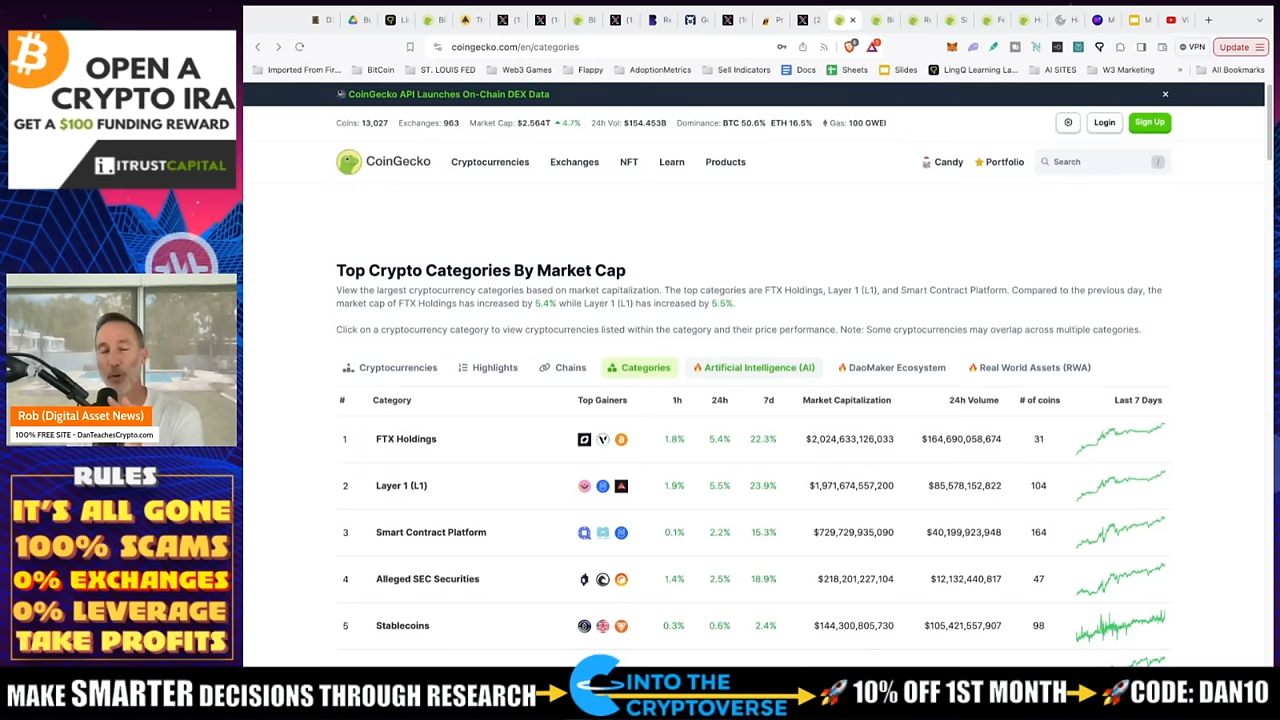 OPEN A
CRYPTO IRA
GET A $100 FUNDING REWARD
i. ITRUSTCAPITAL
Rob (Digital Asset News)
100% FREE SITE - DanTeachesCrypto.com
RULES
IT'S ALL GONE
100% SCAMS
0% EXCHANGES
0% LEVERAGE
TAKE PROFITS
coingecko.com/en/categories
VPN
Update
Imported From Fir...
BitCoin
ST. LOUIS FED
Web3 Games
Flappy
AdoptionMetrics
Sell Indicators
Docs
Sheets
Slides
LingQ Learning La...
AI SITES
W3 Marketing
»
All Bookmarks
CoinGecko API Launches On-Chain DEX Data
Coins: 13,027 Exchanges: 963 Market Cap: $2.564T 4.7% 24h Vol: $154.453B Dominance: BTC 50.6% ETH 16.5% Gas: 100 GWEI
Login
Sign Up
CoinGecko
Cryptocurrencies
Exchanges
NFT
Learn
Products
Candy
Portfolio
Search
/
Top Crypto Categories By Market Cap
View the largest cryptocurrency categories based on market capitalization. The top categories are FTX Holdings, Layer 1 (L1), and Smart Contract Platform. Compared to the previous day, the
market cap of FTX Holdings has increased by 5.4% while Layer 1 (L1) has increased by 5.5%.
Click on a cryptocurrency category to view cryptocurrencies listed within the category and their price performance. Note: Some cryptocurrencies may overlap across multiple categories.
Cryptocurrencies
Highlights
Chains
Categories
Artificial Intelligence (AI)
DaoMaker Ecosystem
Real World Assets (RWA)
# Category Top Gainers 1h 24h 7d Market Capitalization 24h Volume # of coins Last 7 Days
1 FTX Holdings 1.8% 5.4% 22.3% $2,024,633,126,033 $164,690,058,674 31
2 Layer 1 (L1) 1.9% 5.5% 23.9% $1,971,674,557,200 $85,578,152,822 104
3 Smart Contract Platform 0.1% 2.2% 15.3% $729,729,935,090 $40,199,923,948 164
4 Alleged SEC Securities 1.4% 2.5% 18.9% $218,201,227,104 $12,132,440,817 47
5 Stablecoins 0.3% 0.6% 2.4% $144,300,805,730 $105,421,557,907 98
MAKE SMARTER DECISIONS THROUGH RESEARCH
INTO THE
CRYPTOVERSE
10% OFF 1ST MONTH
CODE: DAN10